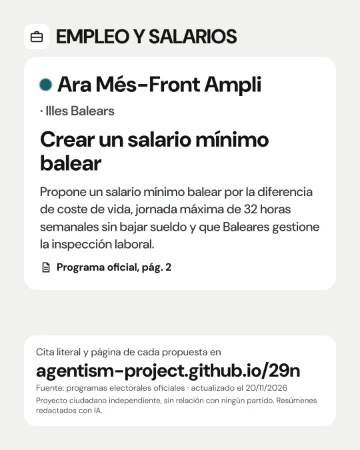 EMPLEO Y SALARIOS
Ara Més-Front Ampli
· Illes Balears
Crear un salario mínimo
balear
Propone un salario mínimo balear por la diferencia
de coste de vida, jornada máxima de 32 horas
semanales sin bajar sueldo y que Baleares gestione
la inspección laboral.
Programa oficial, pág. 2
Cita literal y página de cada propuesta en
agentism-project.github.io/29n
Fuente: programas electorales oficiales · actualizado el 20/11/2026
Proyecto ciudadano independiente, sin relación con ningún partido. Resúmenes
redactados con IA.